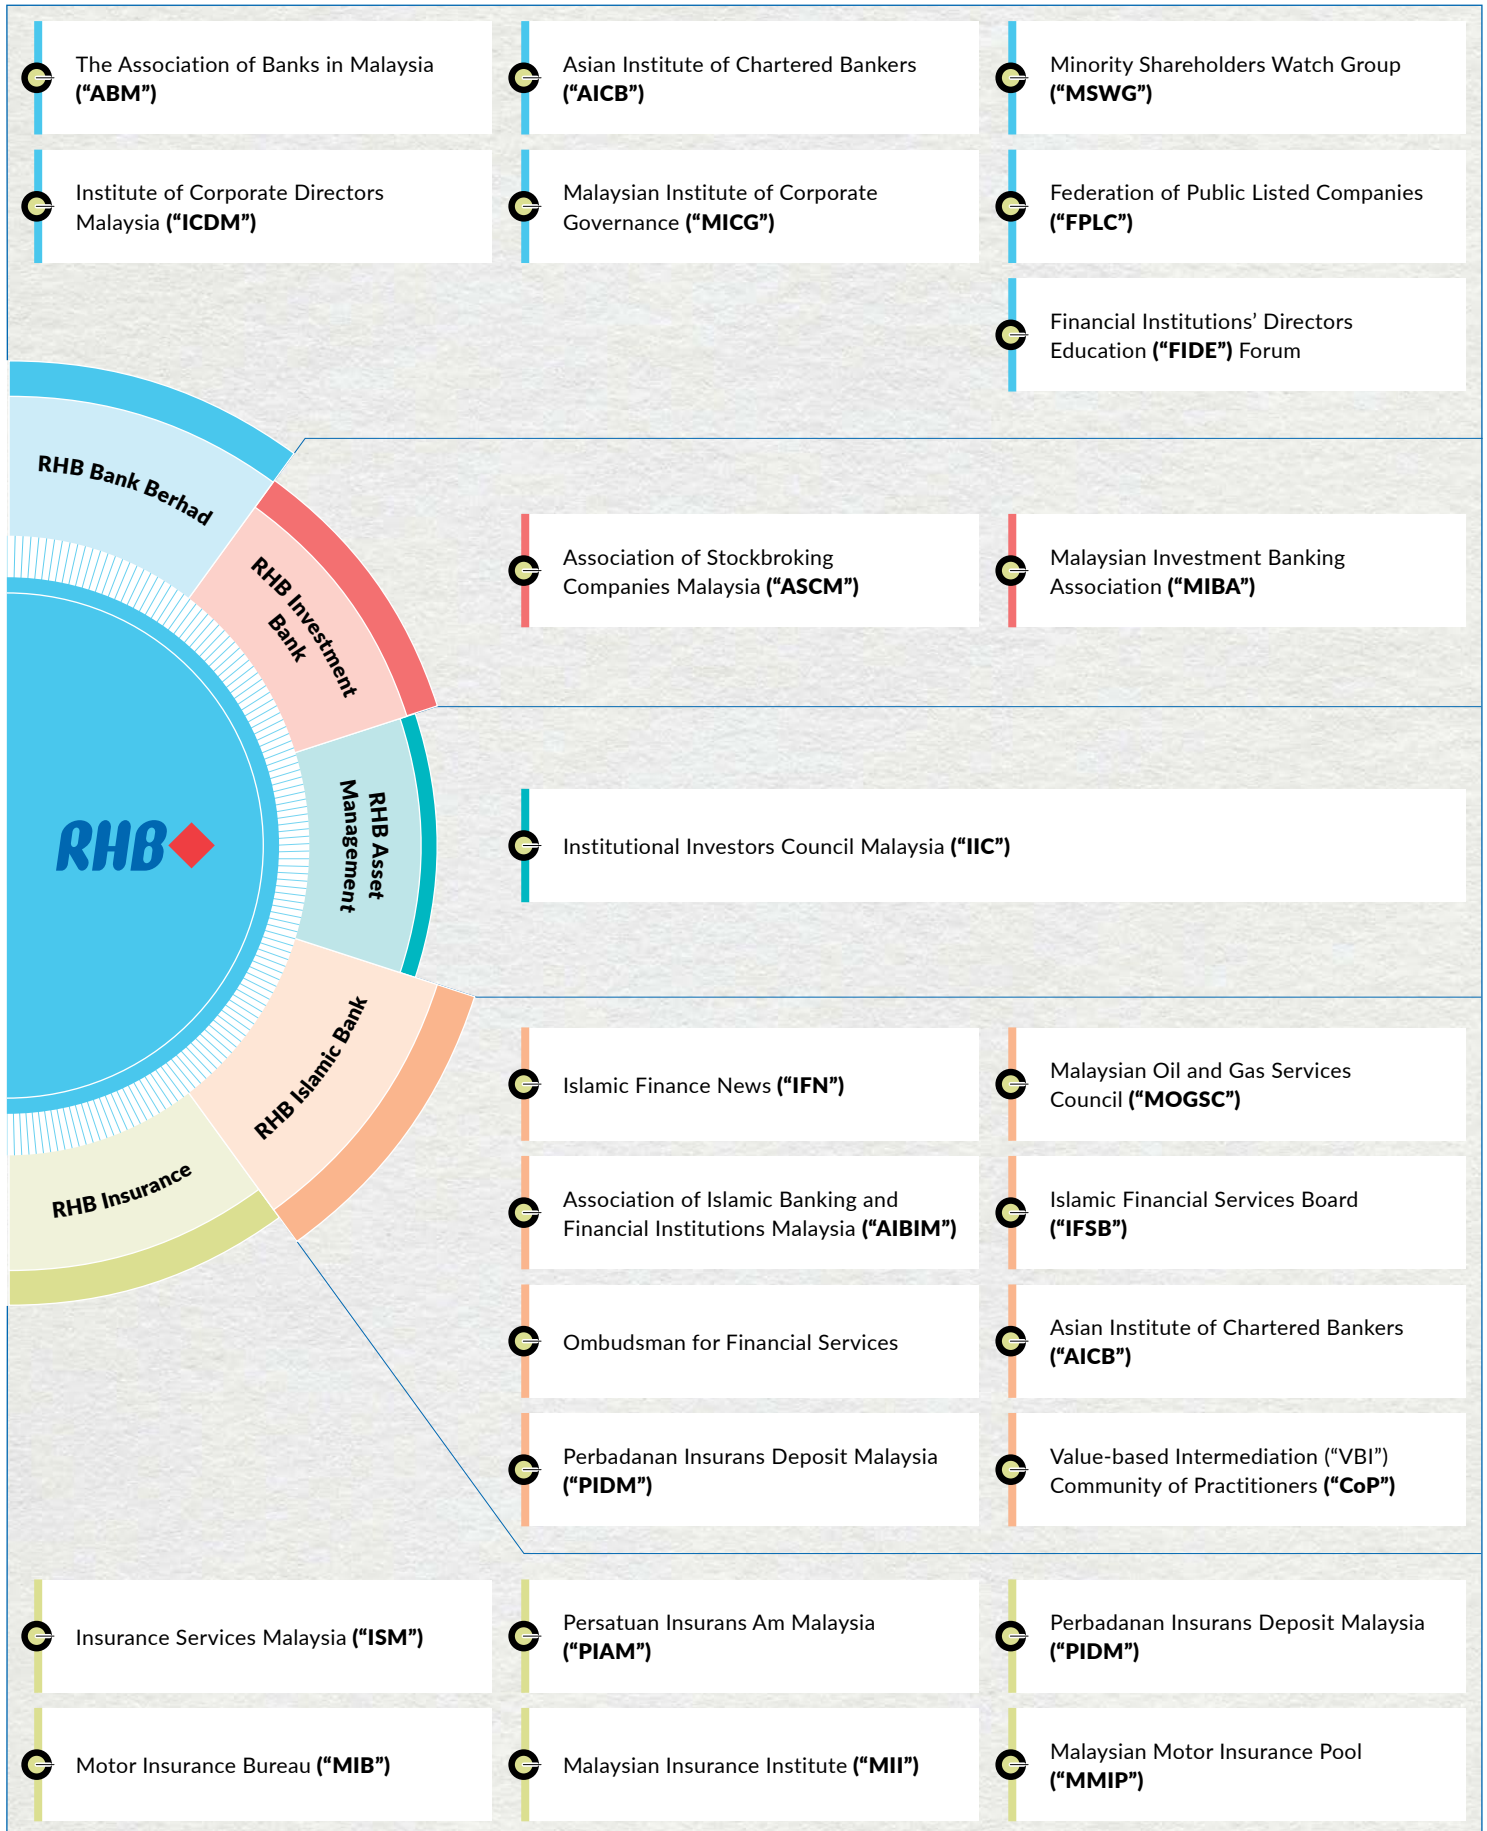 The Association of Banks in Malaysia
(“ABM”)
Asian Institute of Chartered Bankers
(“AICB”)
Minority Shareholders Watch Group
(“MSWG”)
Institute of Corporate Directors
Malaysia (“ICDM”)
Malaysian Institute of Corporate
Governance (“MICG”)
Federation of Public Listed Companies
(“FPLC”)
Financial Institutions’ Directors
Education (“FIDE”) Forum
RHB Bank Berhad
RHB Investment
Bank
Association of Stockbroking
Companies Malaysia (“ASCM”)
Malaysian Investment Banking
Association (“MIBA”)
RHB
RHB Asset
Management
Institutional Investors Council Malaysia (“IIC”)
RHB Islamic Bank
Islamic Finance News (“IFN”)
Malaysian Oil and Gas Services
Council (“MOGSC”)
Association of Islamic Banking and
Financial Institutions Malaysia (“AIBIM”)
Islamic Financial Services Board
(“IFSB”)
Ombudsman for Financial Services
Asian Institute of Chartered Bankers
(“AICB”)
Perbadanan Insurans Deposit Malaysia
(“PIDM”)
Value-based Intermediation (“VBI”)
Community of Practitioners (“CoP”)
RHB Insurance
Insurance Services Malaysia (“ISM”)
Persatuan Insurans Am Malaysia
(“PIAM”)
Perbadanan Insurans Deposit Malaysia
(“PIDM”)
Motor Insurance Bureau (“MIB”)
Malaysian Insurance Institute (“MII”)
Malaysian Motor Insurance Pool
(“MMIP”)